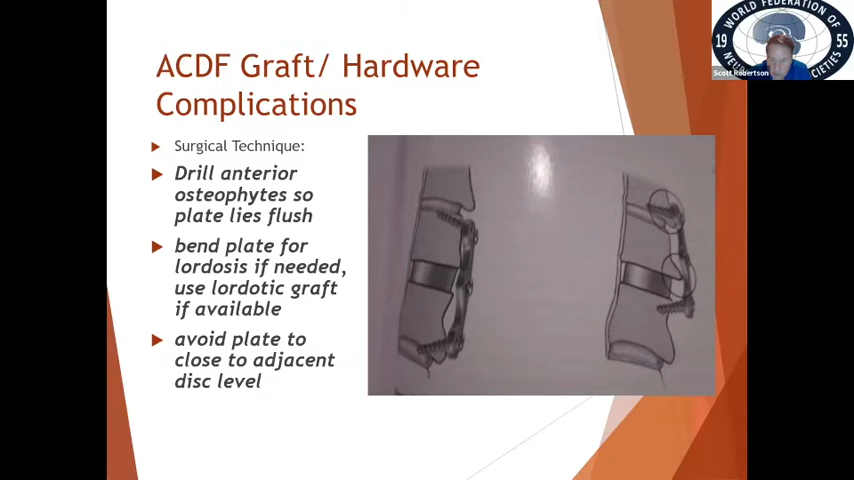 ACDF Graft/ Hardware
Complications
Surgical Technique:
Drill anterior
osteophytes so
plate lies flush
bend plate for
lordosis if needed,
use lordotic graft
if available
avoid plate to
close to adjacent
disc level
WORLD FEDERATION OF
19
55
Scott Robertson
CIETIES